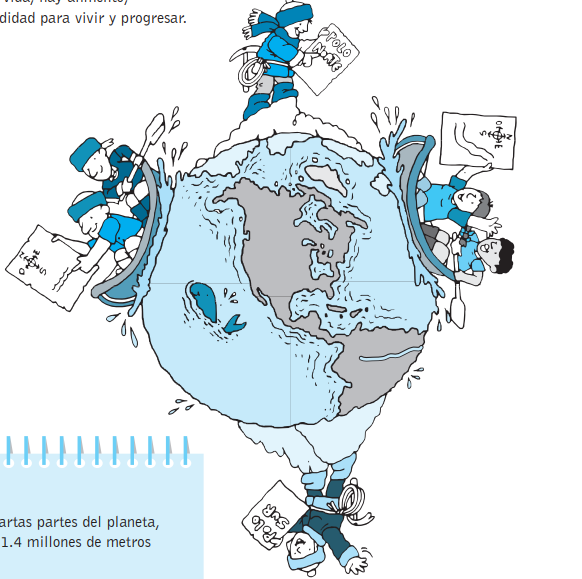 vida, hay alimento,
didad para vivir y progresar.
POLO
Norte
N
O E
S
N
O E
S
Polo
Sur
artas partes del planeta,
1.4 millones de metros